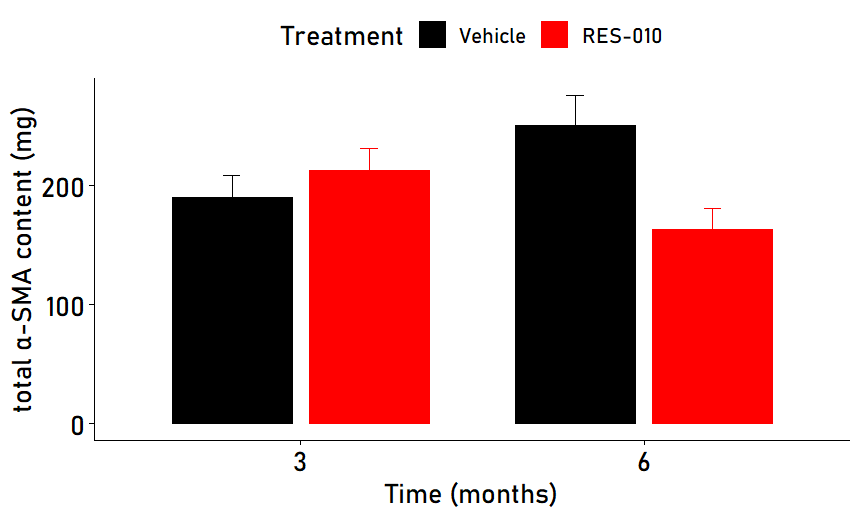 Treatment Vehicle RES-010
total α-SMA content (mg)
200
100
0
3 6
Time (months)